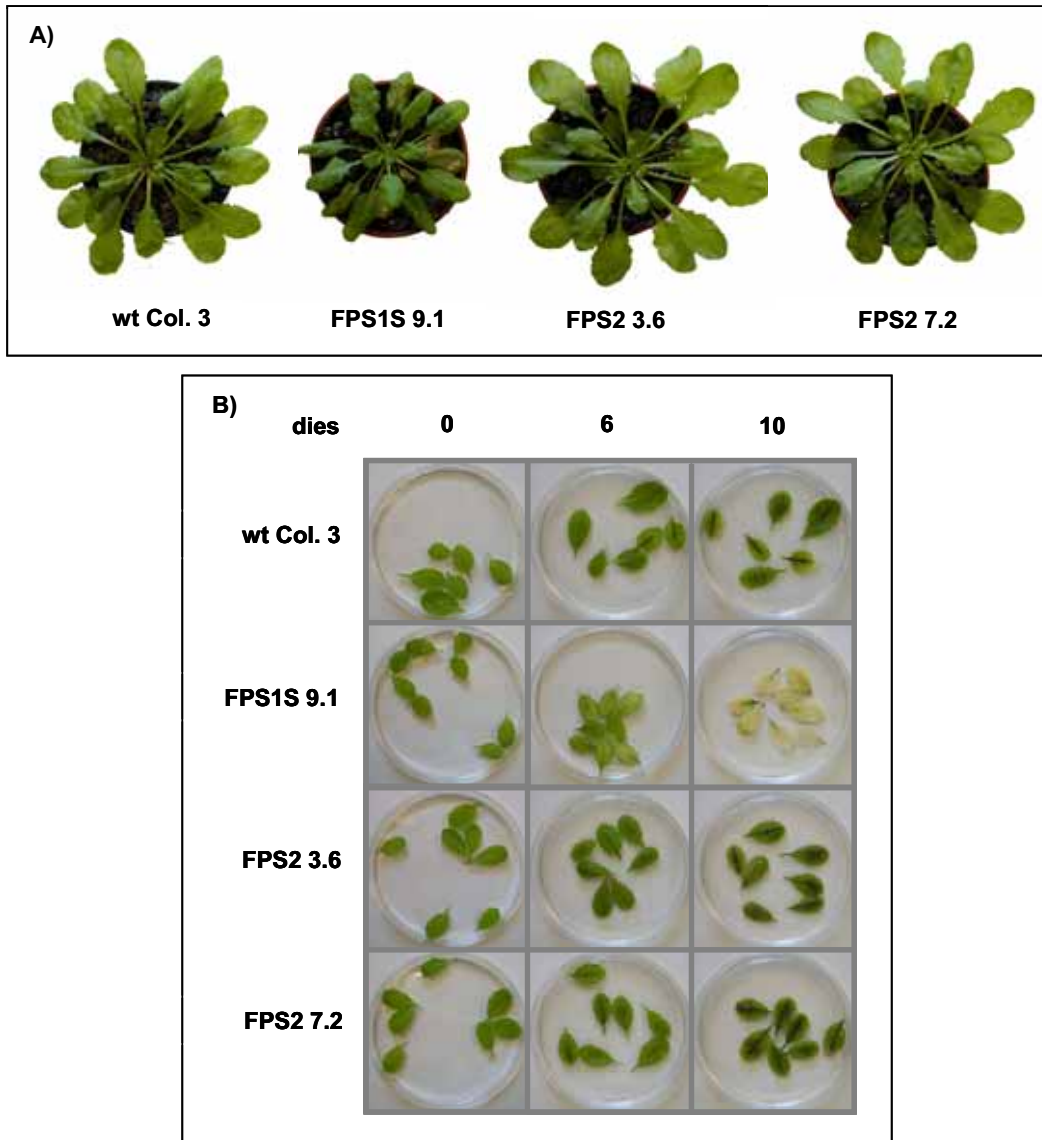 A)
wt Col. 3 FPS1S 9.1 FPS2 3.6 FPS2 7.2
B)
dies 0 6 10
wt Col. 3
FPS1S 9.1
FPS2 3.6
FPS2 7.2